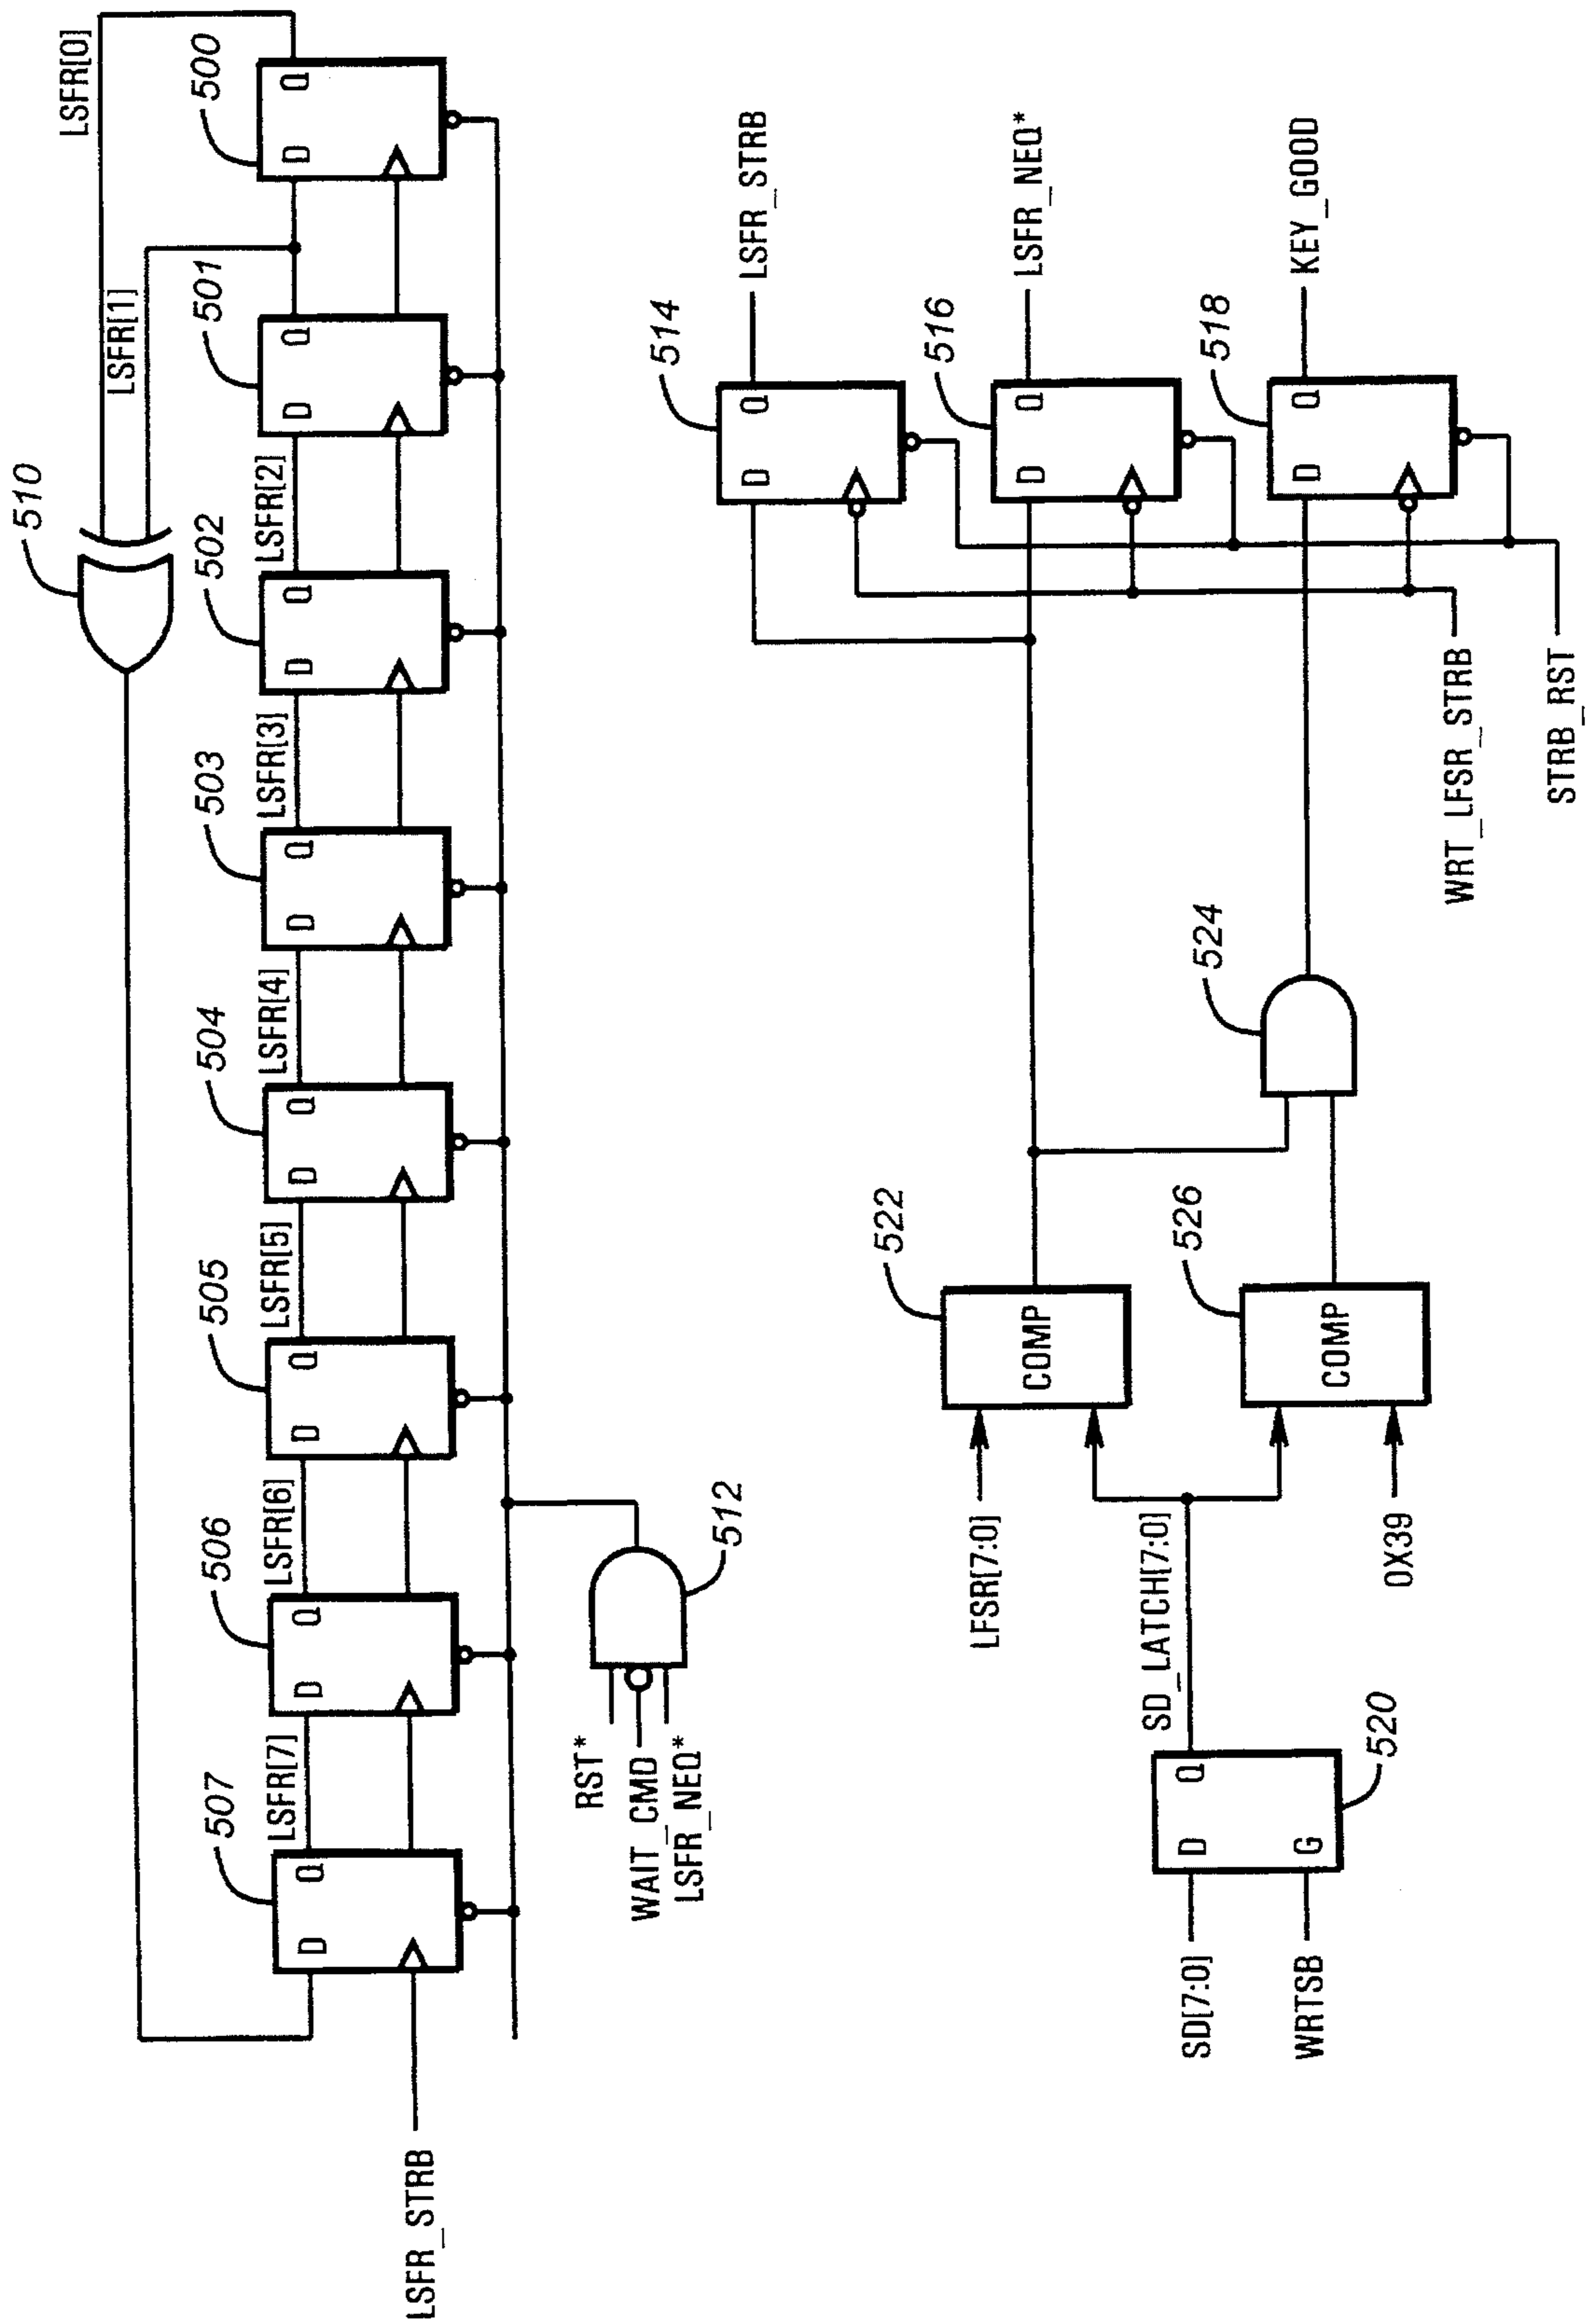 LSFR[0]
LSFR[1]
510
507
506
505
504
503
502
501
500
LSFR[7]
LSFR[6]
LSFR[5]
LSFR[4]
LSFR[3]
LSFR[2]
D Q
D Q
D Q
D Q
D Q
D Q
D Q
D Q
LSFR_STRB
RST*
WAIT_CMD
LSFR_NEQ*
512
514
D Q
LSFR_STRB
522
LFSR[7:0]
COMP
516
D Q
LSFR_NEQ*
SD_LATCH[7:0]
526
COMP
0X39
524
518
D Q
KEY_GOOD
SD[7:0]
D Q
WRTSB
G
520
WRT_LFSR_STRB
STRB_RST